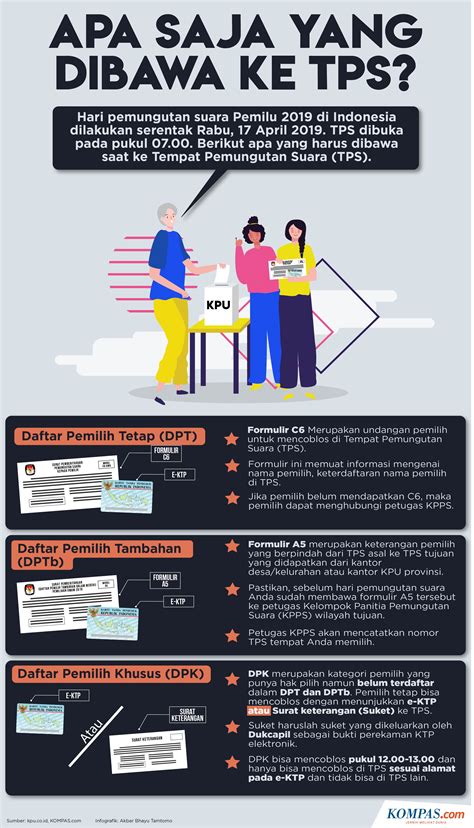 APA SAJA YANG
DIBAWA KE TPS?
Hari pemungutan suara Pemilu 2019 di Indonesia
dilakukan serentak Rabu, 17 April 2019. TPS dibuka
pada pukul 07.00. Berikut apa yang harus dibawa
saat ke Tempat Pemungutan Suara (TPS).
KPU
Daftar Pemilih Tetap (DPT)
FORMULIR
C6
E-KTP
Formulir C6 Merupakan undangan pemilih
untuk mencoblos di Tempat Pemungutan
Suara (TPS).
Formulir ini memuat informasi mengenai
nama pemilih, keterdaftaran nama pemilih
di TPS.
Jika pemilih belum mendapatkan C6, maka
pemilih dapat menghubungi petugas KPPS.
Daftar Pemilih Tambahan
(DPTb)
FORMULIR
A5
E-KTP
Formulir A5 merupakan keterangan pemilih
yang berpindah dari TPS asal ke TPS tujuan
yang didapatkan dari kantor
desa/kelurahan atau kantor KPU provinsi.
Pastikan, sebelum hari pemungutan suara
Anda sudah membawa formulir A5 tersebut
ke petugas Kelompok Panitia Pemungutan
Suara (KPPS) wilayah tujuan.
Petugas KPPS akan mencatatkan nomor
TPS tempat Anda memilih.
Daftar Pemilih Khusus (DPK)
E-KTP
Atau
SURAT
KETERANGAN
SURAT KETERANGAN
DPK merupakan kategori pemilih yang
punya hak pilih namun belum terdaftar
dalam DPT dan DPTb. Pemilih tetap bisa
mencoblos dengan menunjukkan e-KTP
atau Surat keterangan (Suket) ke TPS.
Suket haruslah suket yang dikeluarkan oleh
Dukcapil sebagai bukti perekaman KTP
elektronik.
DPK bisa mencoblos pukul 12.00-13.00 dan
hanya bisa mencoblos di TPS sesuai alamat
pada e-KTP dan tidak bisa di TPS lain.
Sumber: kpu.co.id, KOMPAS.com
Infografik: Akbar Bhayu Tamtomo
KOMPAS.com
JERNIH MELIHAT DUNIA